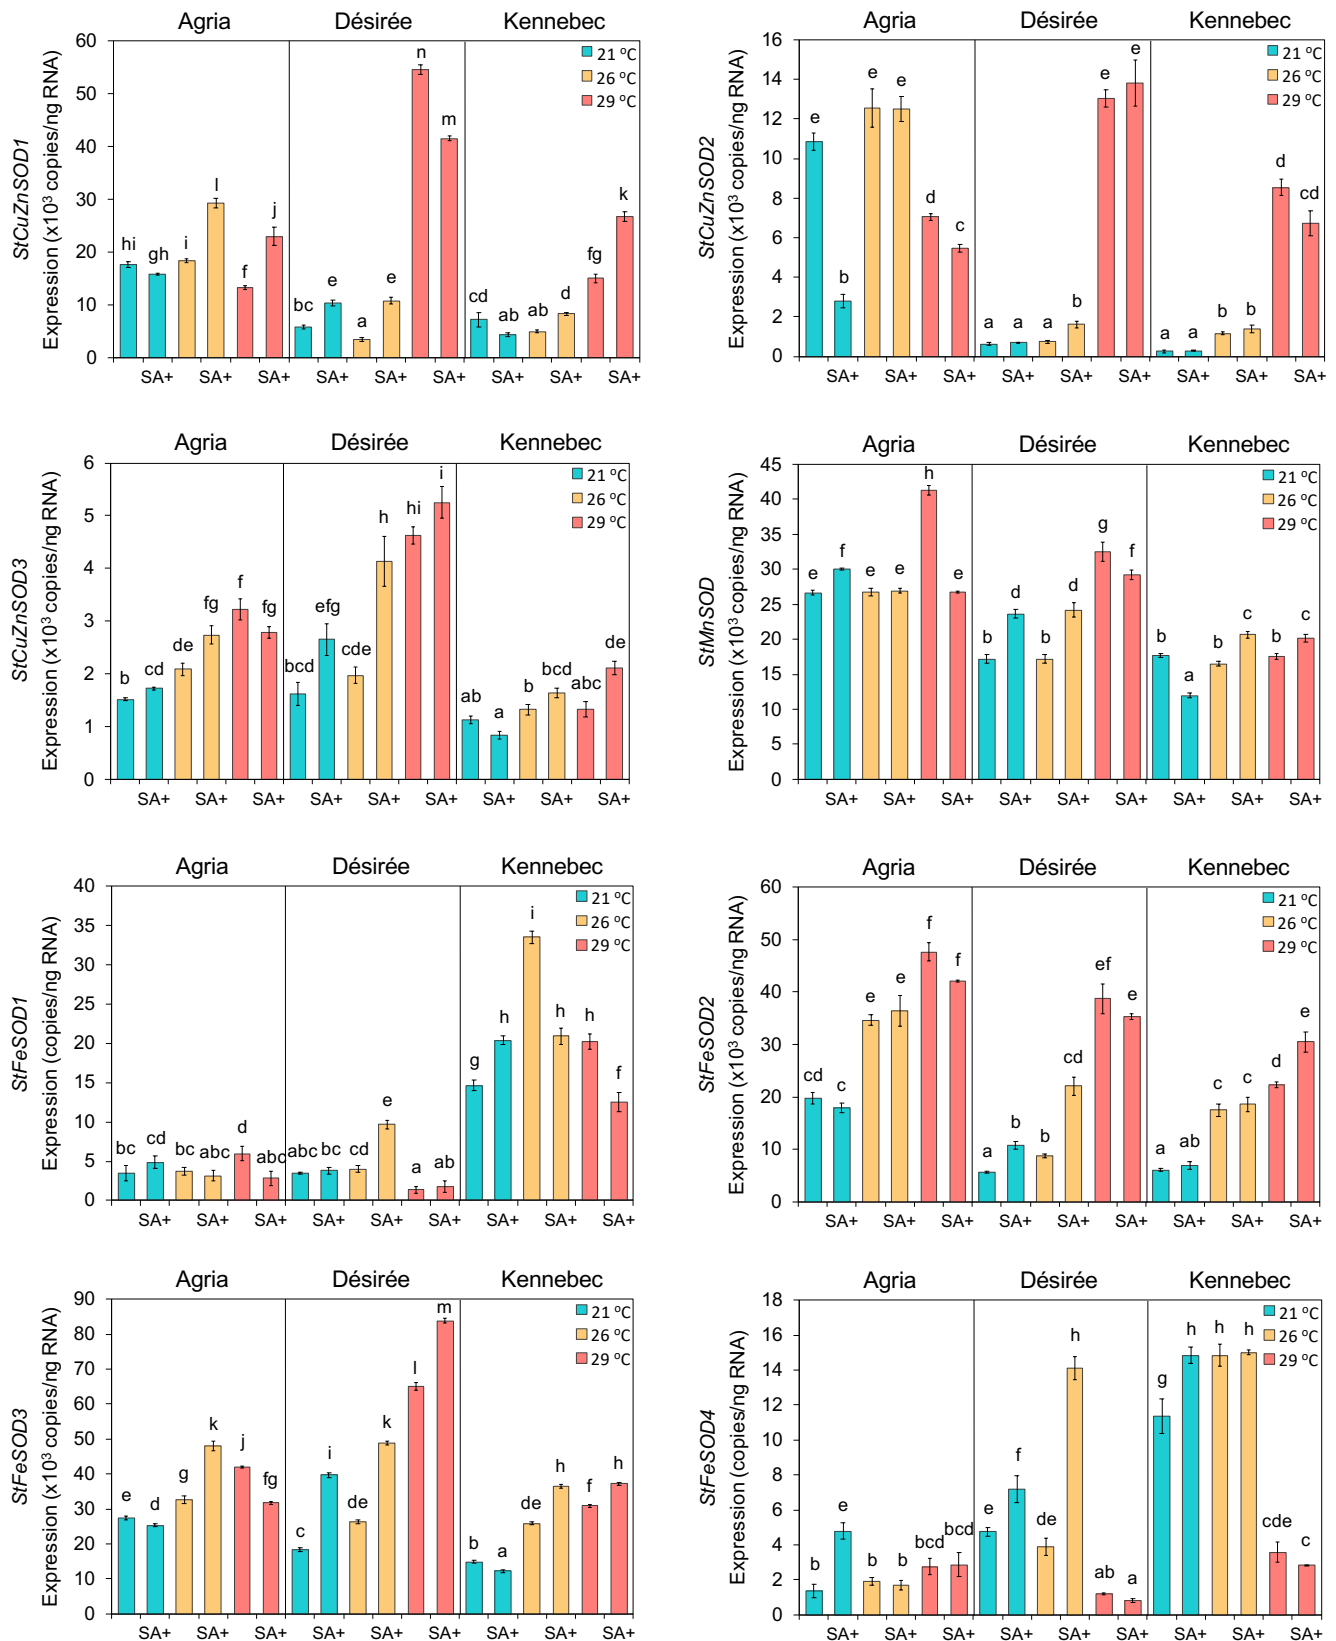 Agria Désirée Kennebec
StCuZnSOD1
Expression (x10³ copies/ng RNA)
60
50
40
30
20
10
0
21 °C
26 °C
29 °C
hi gh i l f j bc e a e n m cd ab ab d fg k
SA+ SA+ SA+ SA+ SA+ SA+ SA+ SA+ SA+
Agria Désirée Kennebec
StCuZnSOD2
Expression (x10³ copies/ng RNA)
16
14
12
10
8
6
4
2
0
21 °C
26 °C
29 °C
e d e e d c a a a b e e a a b b d cd
SA+ SA+ SA+ SA+ SA+ SA+ SA+ SA+ SA+
Agria Désirée Kennebec
StCuZnSOD3
Expression (x10³ copies/ng RNA)
6
5
4
3
2
1
0
21 °C
26 °C
29 °C
b cd de fg f fg bcd efg cde h hi i ab a b bcd abc de
SA+ SA+ SA+ SA+ SA+ SA+ SA+ SA+ SA+
Agria Désirée Kennebec
StMnSOD
Expression (x10³ copies/ng RNA)
45
40
35
30
25
20
15
10
5
0
21 °C
26 °C
29 °C
e f e e h e b d b d g f b a b c b c
SA+ SA+ SA+ SA+ SA+ SA+ SA+ SA+ SA+
Agria Désirée Kennebec
StFeSOD1
Expression (copies/ng RNA)
40
35
30
25
20
15
10
5
0
21 °C
26 °C
29 °C
bc cd bc abc d abc abc bc cd e a ab g h i h h f
SA+ SA+ SA+ SA+ SA+ SA+ SA+ SA+ SA+
Agria Désirée Kennebec
StFeSOD2
Expression (x10³ copies/ng RNA)
60
50
40
30
20
10
0
21 °C
26 °C
29 °C
cd c e e f f a b b cd ef e a ab c c d e
SA+ SA+ SA+ SA+ SA+ SA+ SA+ SA+ SA+
Agria Désirée Kennebec
StFeSOD3
Expression (x10³ copies/ng RNA)
90
80
70
60
50
40
30
20
10
0
21 °C
26 °C
29 °C
e d g k j fg c i de k l m b a de h f h
SA+ SA+ SA+ SA+ SA+ SA+ SA+ SA+ SA+
Agria Désirée Kennebec
StFeSOD4
Expression (copies/ng RNA)
18
16
14
12
10
8
6
4
2
0
21 °C
26 °C
29 °C
b e b b bcd bcd e f de h ab a g h h h cde c
SA+ SA+ SA+ SA+ SA+ SA+ SA+ SA+ SA+